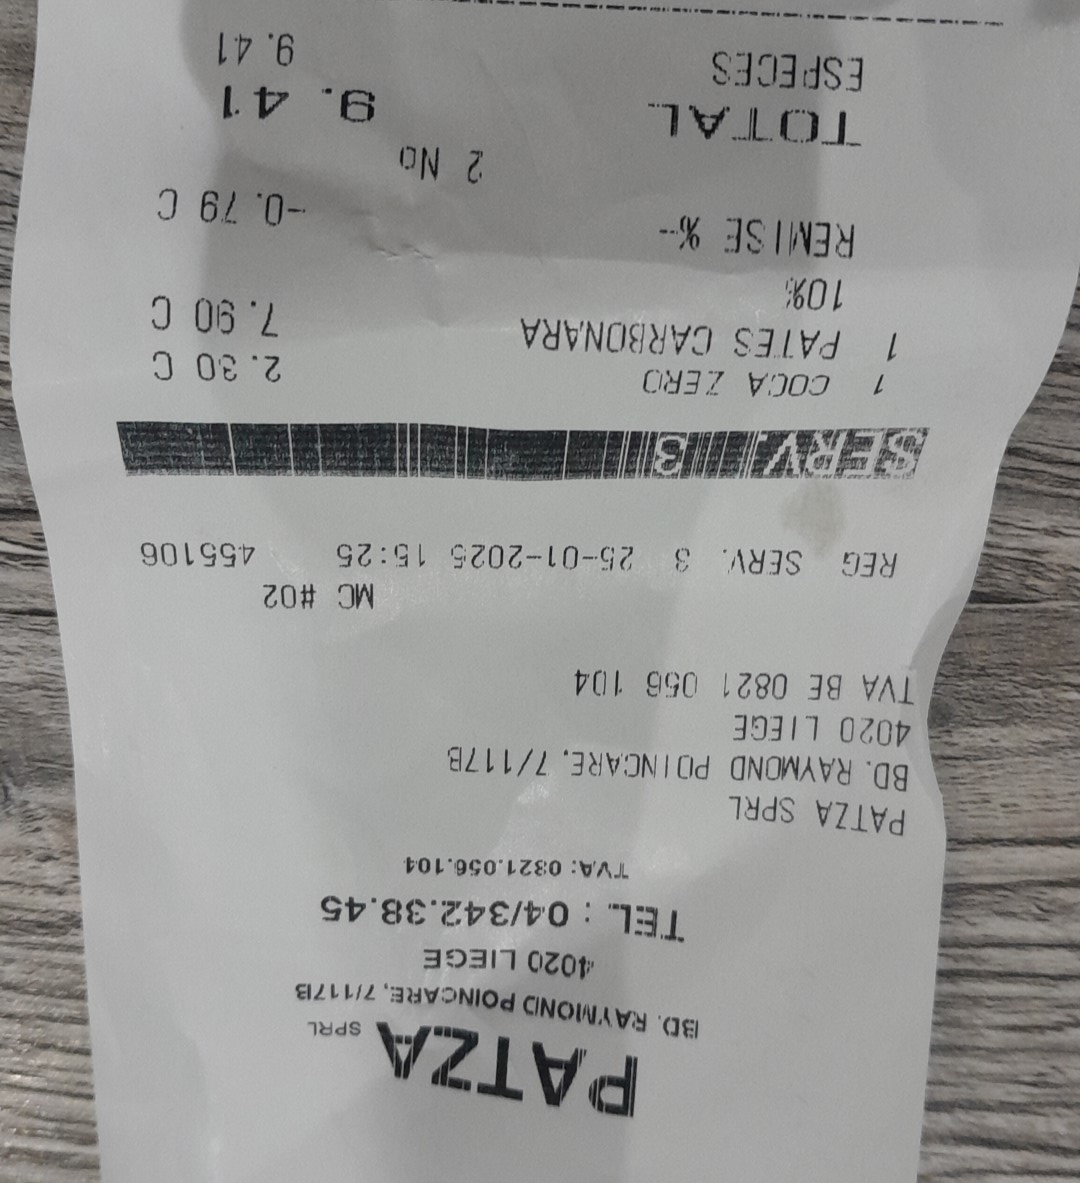 PATZA SPRL
BD. RAYMOND POINCARE, 7/117B
4020 LIEGE
TEL. : 04/342.38.45
TVA: 0821.056.104
PATZA SPRL
BD. RAYMOND POINCARE, 7/117B
4020 LIEGE
TVA BE 0821 056 104
MC #02
REG SERV. 3 25-01-2025 15:25 455106
SERV. 3
1 COCA ZERO 2.30 C
1 PATES CARBONARA 7.90 C
10%
REMISE %- -0.79 C
2 No
TOTAL 9.41
ESPECES 9.41